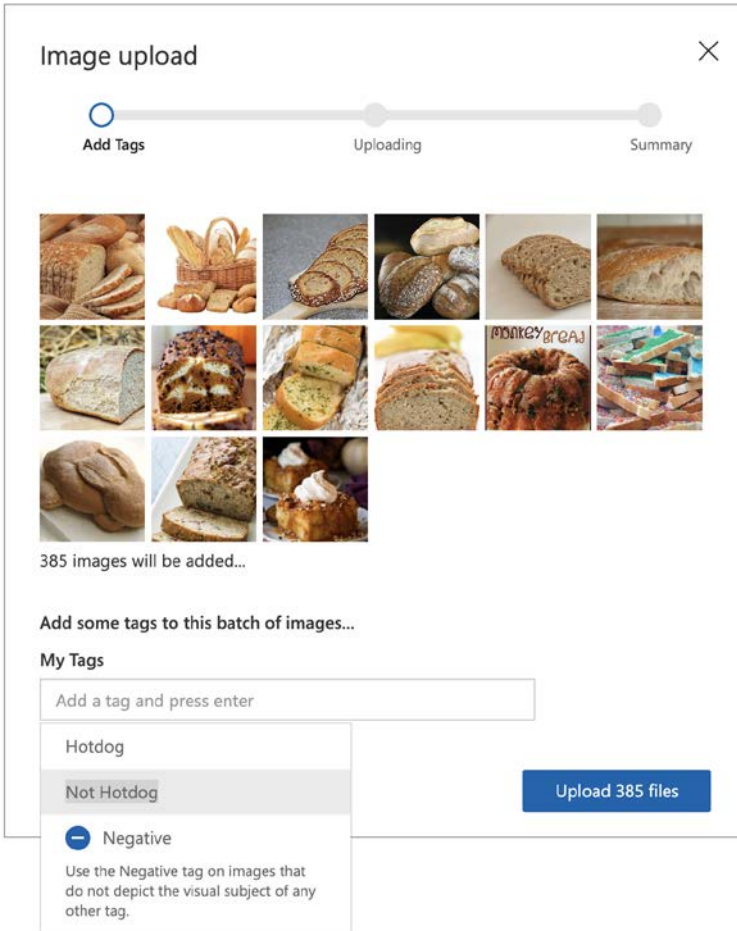 Image upload
Add Tags
Uploading
Summary
MONKEY BREAD
385 images will be added...
Add some tags to this batch of images...
My Tags
Add a tag and press enter
Hotdog
Not Hotdog
Upload 385 files
Negative
Use the Negative tag on images that
do not depict the visual subject of any
other tag.